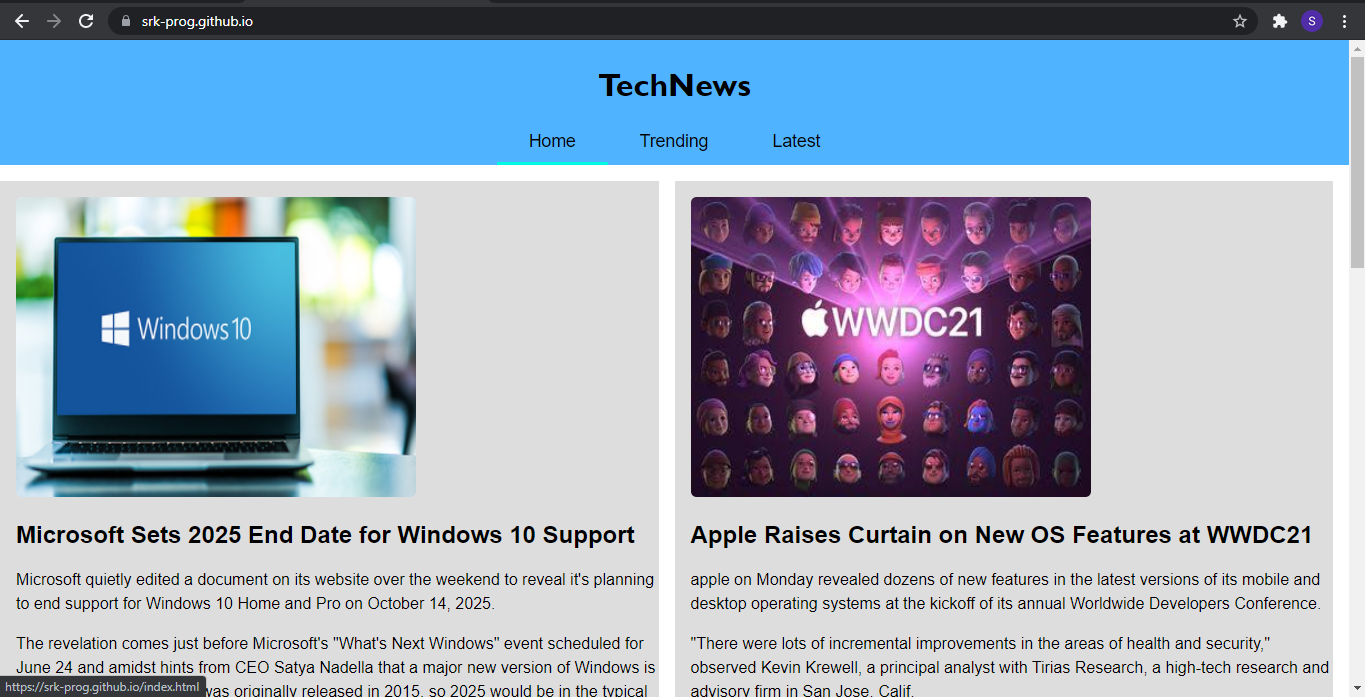 srk-prog.github.io
S
TechNews
Home Trending Latest
Windows 10
WWDC21
Microsoft Sets 2025 End Date for Windows 10 Support
Microsoft quietly edited a document on its website over the weekend to reveal it's planning
to end support for Windows 10 Home and Pro on October 14, 2025.
The revelation comes just before Microsoft's "What's Next Windows" event scheduled for
June 24 and amidst hints from CEO Satya Nadella that a major new version of Windows is
was originally released in 2015, so 2025 would be in the typical
Apple Raises Curtain on New OS Features at WWDC21
apple on Monday revealed dozens of new features in the latest versions of its mobile and
desktop operating systems at the kickoff of its annual Worldwide Developers Conference.
"There were lots of incremental improvements in the areas of health and security,"
observed Kevin Krewell, a principal analyst with Tirias Research, a high-tech research and
advisory firm in San Jose, Calif.
https://srk-prog.github.io/index.html